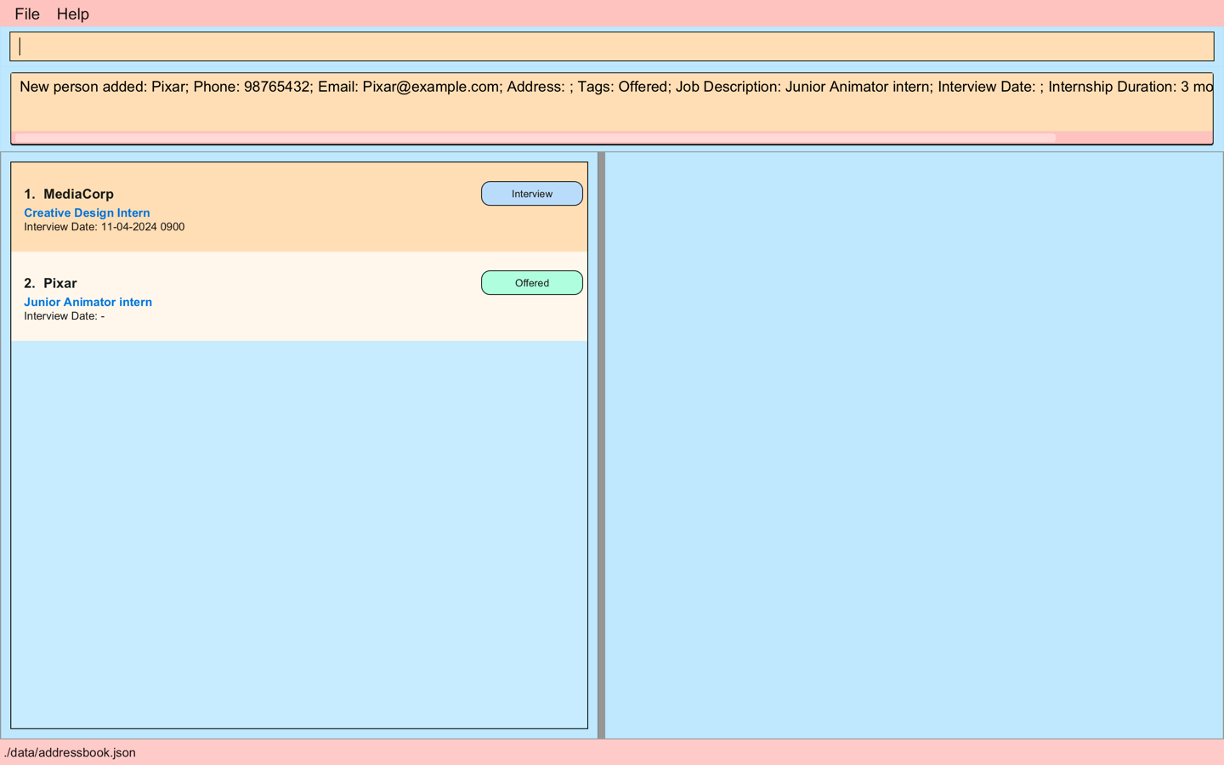 File Help
New person added: Pixar; Phone: 98765432; Email: Pixar@example.com; Address: ; Tags: Offered; Job Description: Junior Animator intern; Interview Date: ; Internship Duration: 3 mo
1. MediaCorp
Interview
Creative Design Intern
Interview Date: 11-04-2024 0900
2. Pixar
Offered
Junior Animator intern
Interview Date: -
./data/addressbook.json